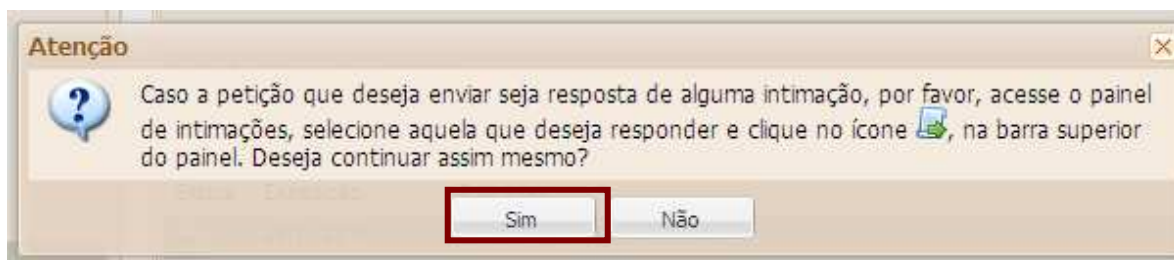 Atenção
Caso a petição que deseja enviar seja resposta de alguma intimação, por favor, acesse o painel
de intimações, selecione aquela que deseja responder e clique no ícone , na barra superior
do painel. Deseja continuar assim mesmo?
Sim Não